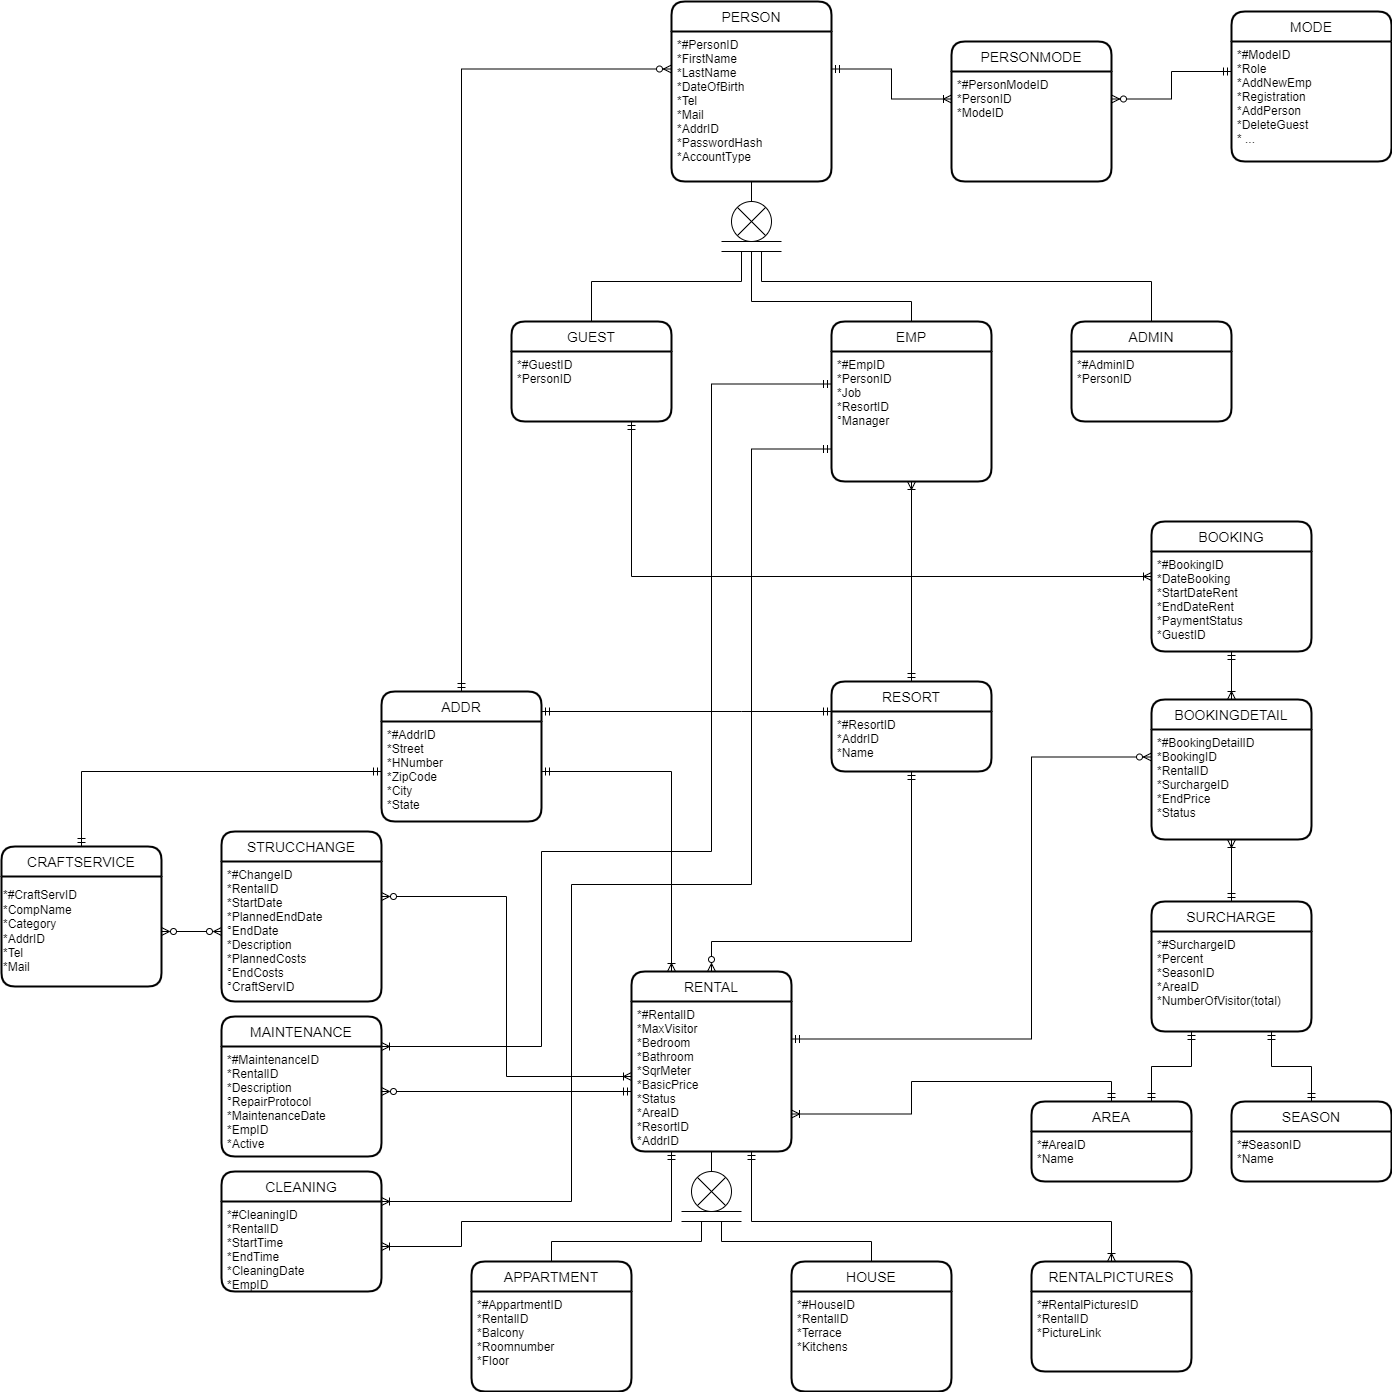 PERSON
*#PersonID
*FirstName
*LastName
*DateOfBirth
*Tel
*Mail
*AddrID
*PasswordHash
*AccountType
PERSONMODE
*#PersonModeID
*PersonID
*ModeID
MODE
*#ModeID
*Role
*AddNewEmp
*Registration
*AddPerson
*DeleteGuest
* ...
GUEST
*#GuestID
*PersonID
EMP
*#EmpID
*PersonID
*Job
*ResortID
°Manager
ADMIN
*#AdminID
*PersonID
BOOKING
*#BookingID
*DateBooking
*StartDateRent
*EndDateRent
*PaymentStatus
*GuestID
ADDR
*#AddrID
*Street
*HNumber
*ZipCode
*City
*State
RESORT
*#ResortID
*AddrID
*Name
BOOKINGDETAIL
*#BookingDetailID
*BookingID
*RentalID
*SurchargeID
*EndPrice
*Status
CRAFTSERVICE
*#CraftServID
*CompName
*Category
*AddrID
*Tel
*Mail
STRUCCHANGE
*#ChangeID
*RentalID
*StartDate
*PlannedEndDate
°EndDate
*Description
*PlannedCosts
°EndCosts
°CraftServID
SURCHARGE
*#SurchargeID
*Percent
*SeasonID
*AreaID
*NumberOfVisitor(total)
RENTAL
*#RentalID
*MaxVisitor
*Bedroom
*Bathroom
*SqrMeter
*BasicPrice
*Status
*AreaID
*ResortID
*AddrID
MAINTENANCE
*#MaintenanceID
*RentalID
*Description
°RepairProtocol
*MaintenanceDate
*EmpID
*Active
AREA
*#AreaID
*Name
SEASON
*#SeasonID
*Name
CLEANING
*#CleaningID
*RentalID
*StartTime
*EndTime
*CleaningDate
*EmpID
APPARTMENT
*#AppartmentID
*RentalID
*Balcony
*Roomnumber
*Floor
HOUSE
*#HouseID
*RentalID
*Terrace
*Kitchens
RENTALPICTURES
*#RentalPicturesID
*RentalID
*PictureLink